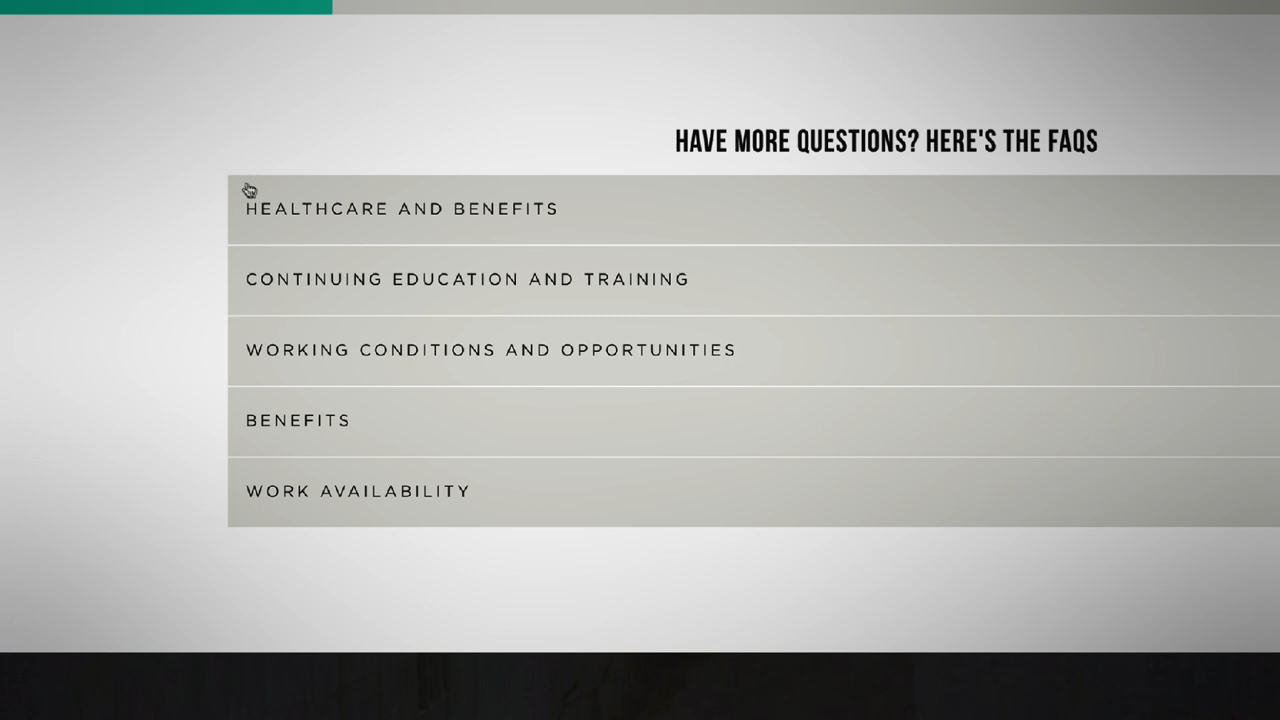 HAVE MORE QUESTIONS? HERE'S THE FAQS
HEALTHCARE AND BENEFITS
CONTINUING EDUCATION AND TRAINING
WORKING CONDITIONS AND OPPORTUNITIES
BENEFITS
WORK AVAILABILITY